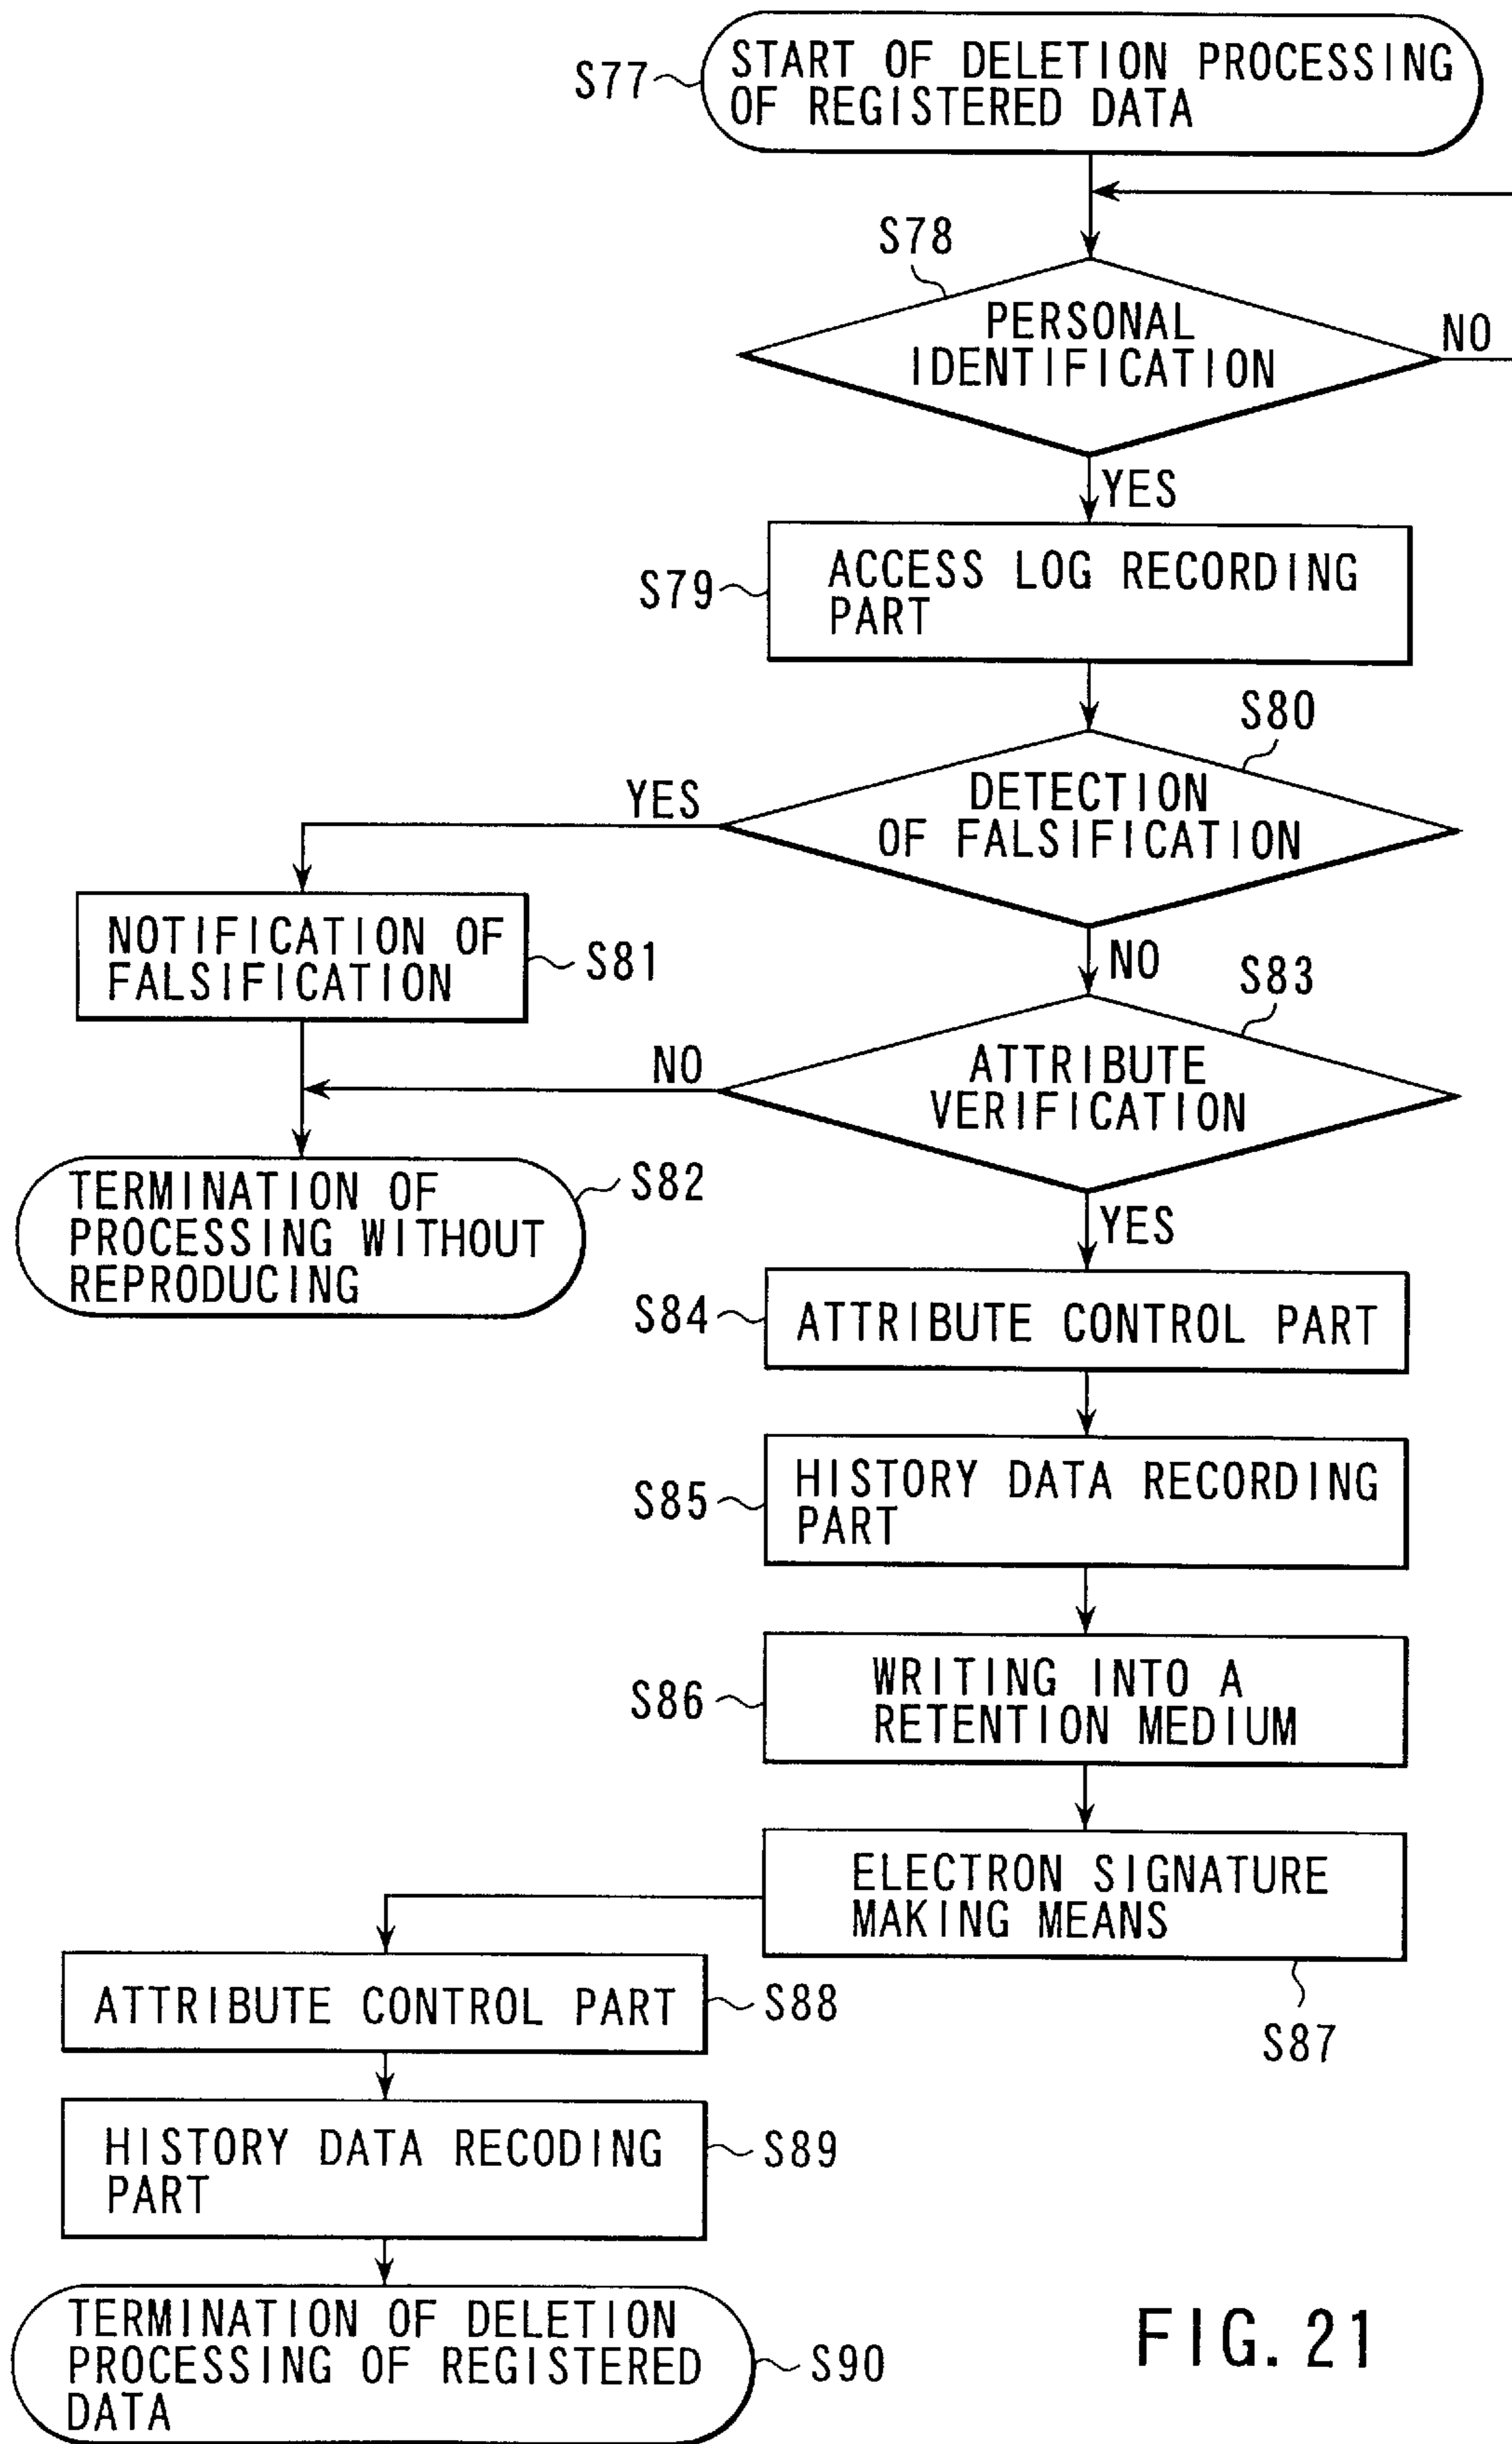 S77
START OF DELETION PROCESSING
OF REGISTERED DATA
S78
PERSONAL
IDENTIFICATION
NO
YES
S79
ACCESS LOG RECORDING
PART
S80
DETECTION
OF FALSIFICATION
YES
NOTIFICATION OF
FALSIFICATION
S81
NO
S83
ATTRIBUTE
VERIFICATION
NO
TERMINATION OF
PROCESSING WITHOUT
REPRODUCING
S82
YES
S84
ATTRIBUTE CONTROL PART
S85
HISTORY DATA RECORDING
PART
S86
WRITING INTO A
RETENTION MEDIUM
ELECTRON SIGNATURE
MAKING MEANS
S87
ATTRIBUTE CONTROL PART
S88
HISTORY DATA RECODING
PART
S89
TERMINATION OF DELETION
PROCESSING OF REGISTERED
DATA
S90
FIG. 21